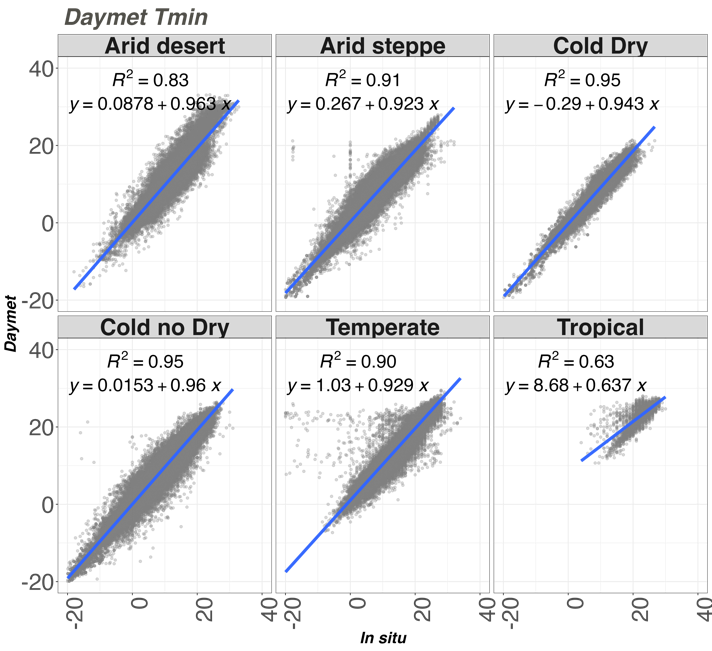 Daymet Tmin
Arid desert
R² = 0.83
y = 0.0878 + 0.963 x
Arid steppe
R² = 0.91
y = 0.267 + 0.923 x
Cold Dry
R² = 0.95
y = −0.29 + 0.943 x
40
20
0
-20
Cold no Dry
R² = 0.95
y = 0.0153 + 0.96 x
Temperate
R² = 0.90
y = 1.03 + 0.929 x
Tropical
R² = 0.63
y = 8.68 + 0.637 x
40
20
0
-20
Daymet
-20 0 20 40 -20 0 20 40 -20 0 20 40
In situ